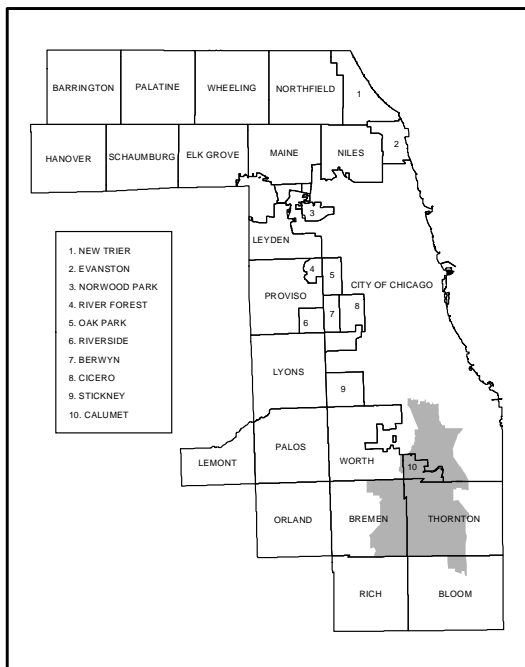 BARRINGTON
PALATINE
WHEELING
NORTHFIELD
1
HANOVER
SCHAUMBURG
ELK GROVE
MAINE
NILES
2
3
LEYDEN
1. NEW TRIER
2. EVANSTON
3. NORWOOD PARK
4. RIVER FOREST
5. OAK PARK
6. RIVERSIDE
7. BERWYN
8. CICERO
9. STICKNEY
10. CALUMET
4
5
CITY OF CHICAGO
PROVISO
6
7
8
LYONS
9
PALOS
LEMONT
WORTH
10
ORLAND
BREMEN
THORNTON
RICH
BLOOM